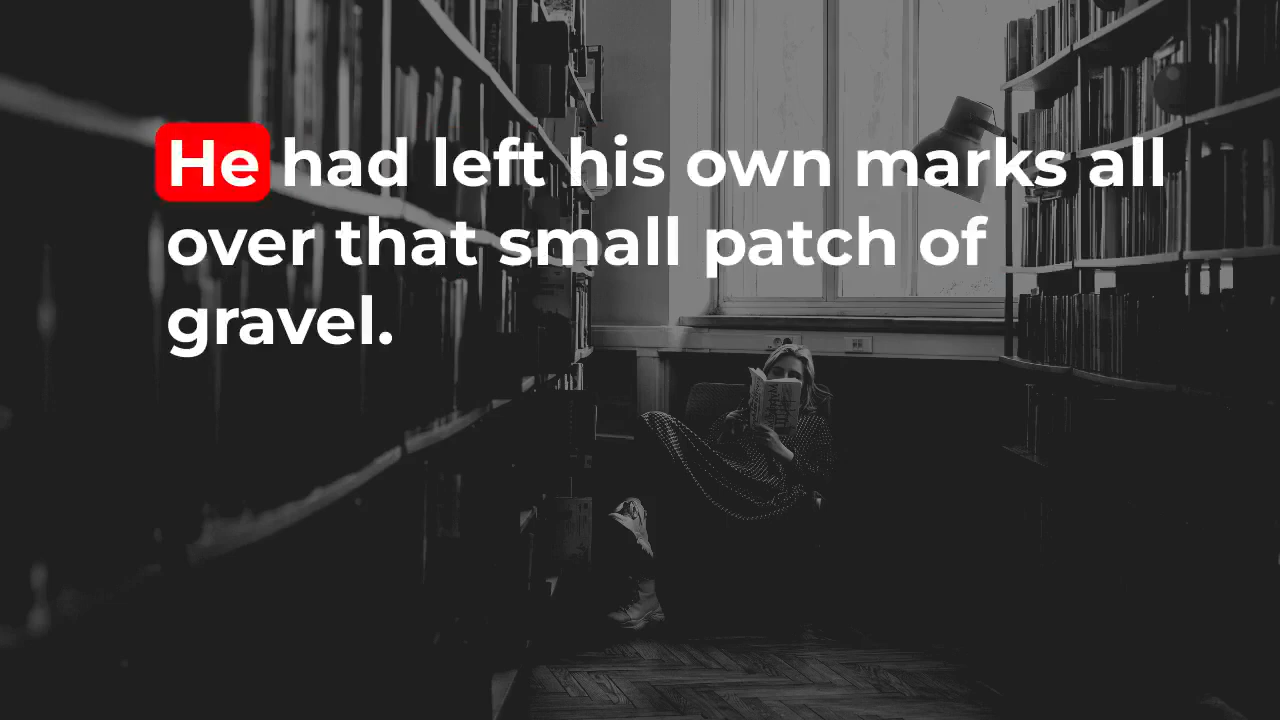 He had left his own marks all
over that small patch of
gravel.